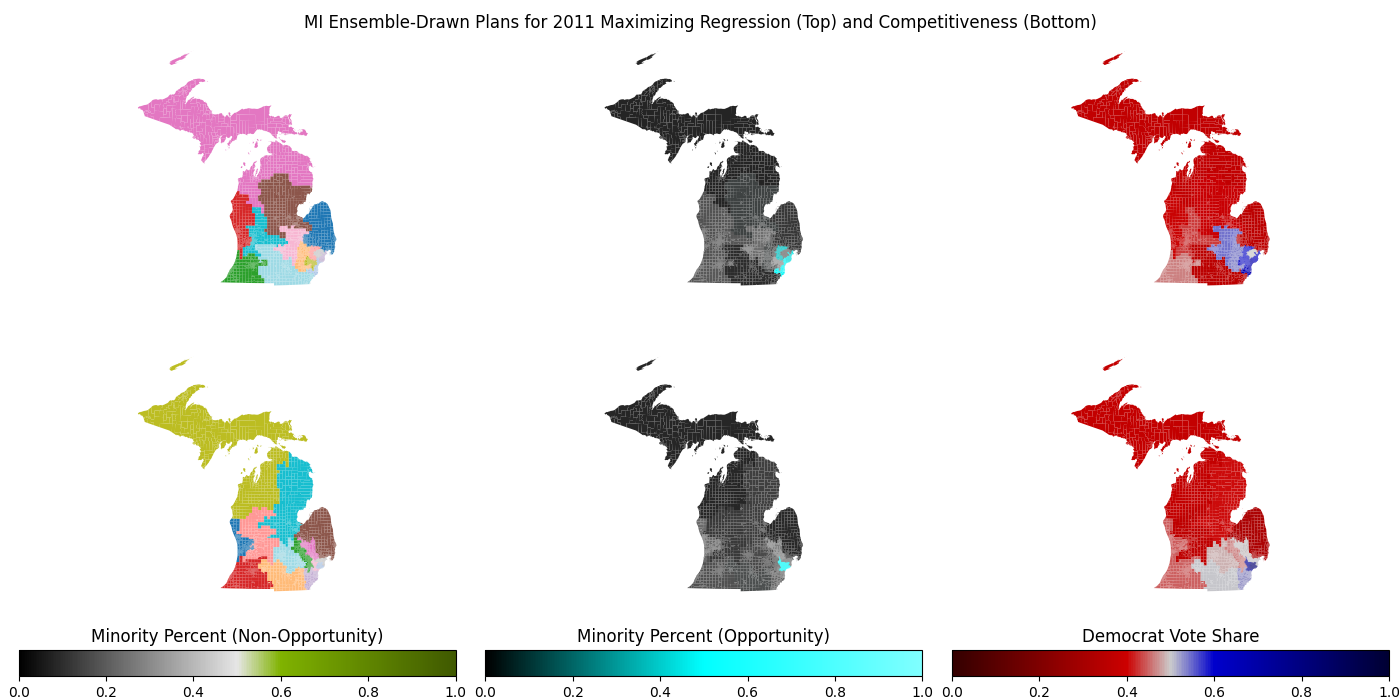 MI Ensemble-Drawn Plans for 2011 Maximizing Regression (Top) and Competitiveness (Bottom)
Minority Percent (Non-Opportunity)
Minority Percent (Opportunity)
Democrat Vote Share
0.0 0.2 0.4 0.6 0.8 1.0
0.0 0.2 0.4 0.6 0.8 1.0
0.0 0.2 0.4 0.6 0.8 1.0